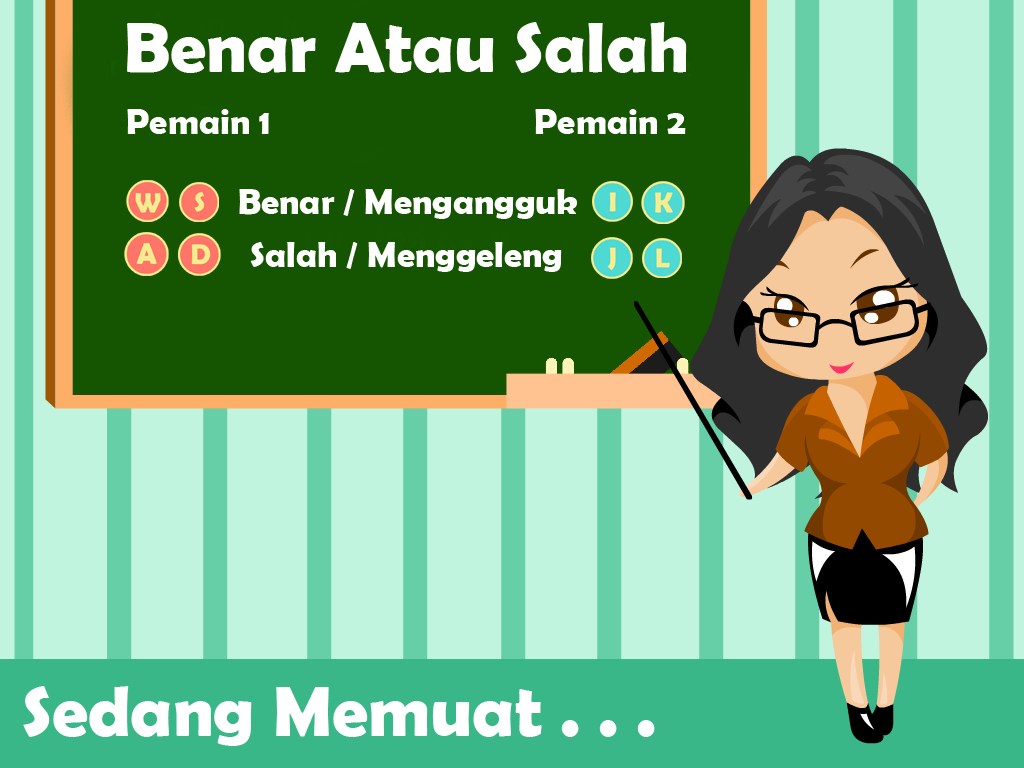 Benar Atau Salah
Pemain 1 Pemain 2
W S Benar / Mengangguk I K
A D Salah / Menggeleng J L
Sedang Memuat . . .